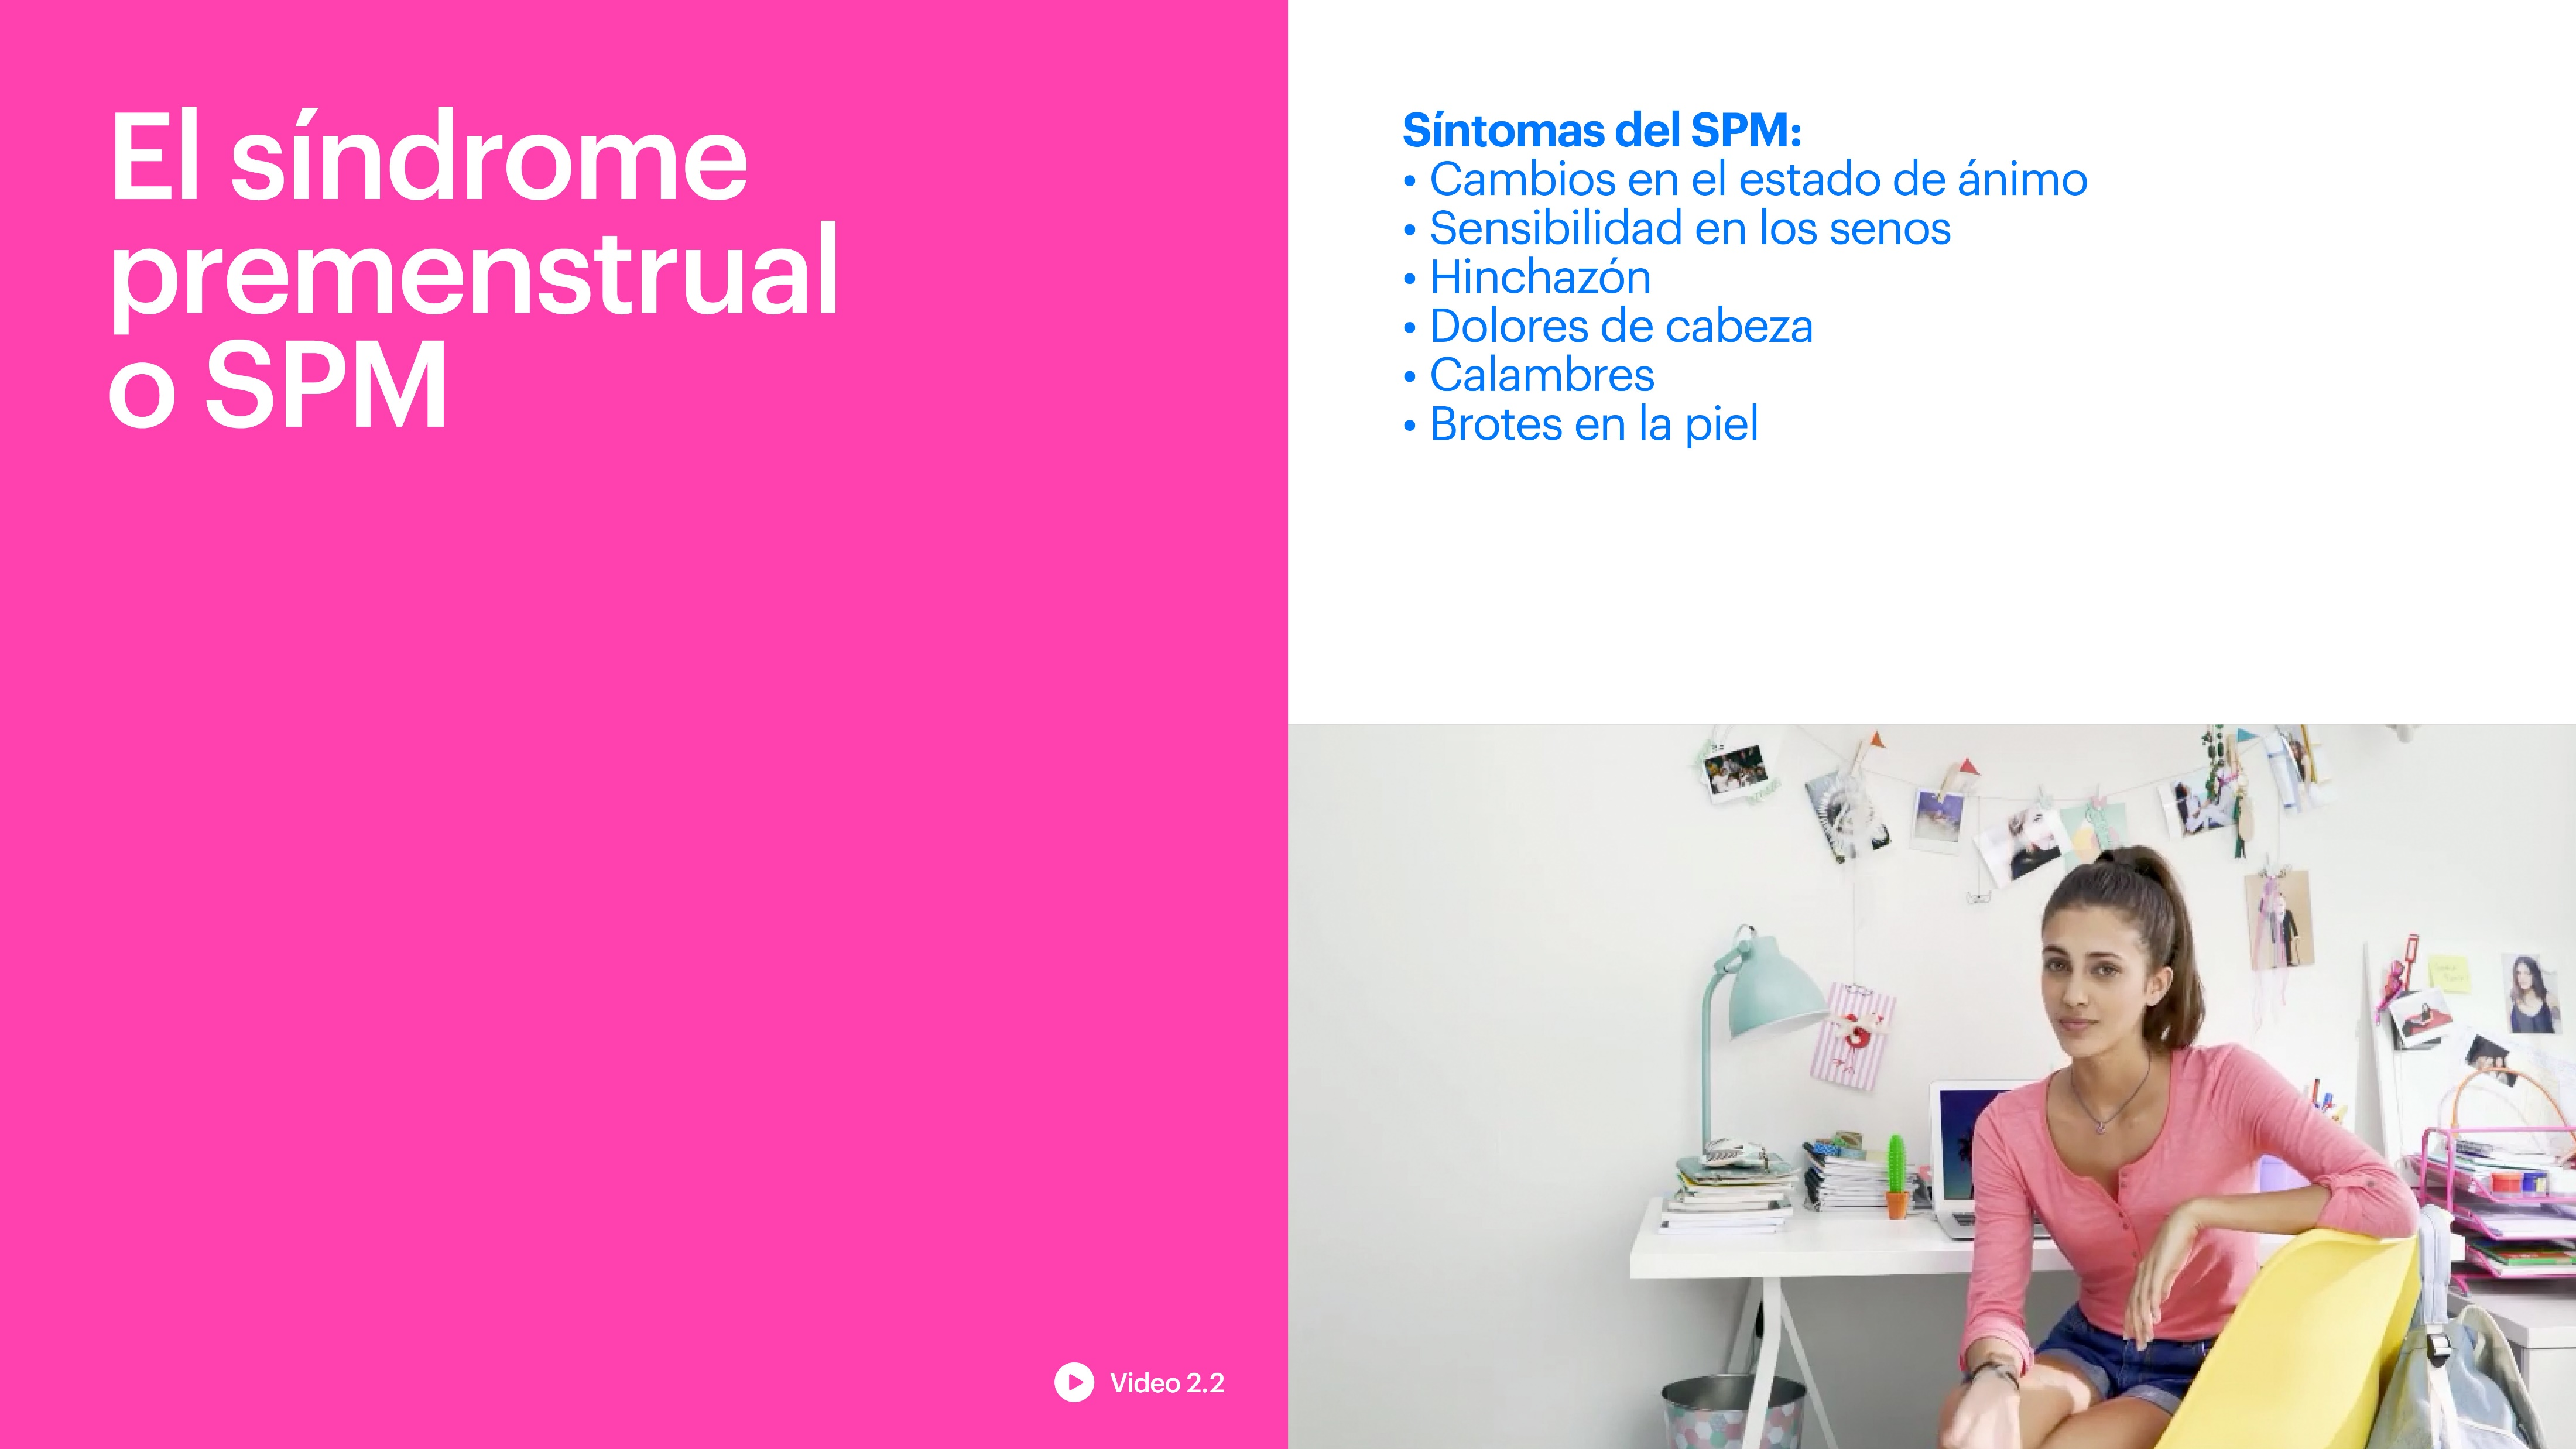 El síndrome
premenstrual
o SPM
Síntomas del SPM:
• Cambios en el estado de ánimo
• Sensibilidad en los senos
• Hinchazón
• Dolores de cabeza
• Calambres
• Brotes en la piel
Video 2.2